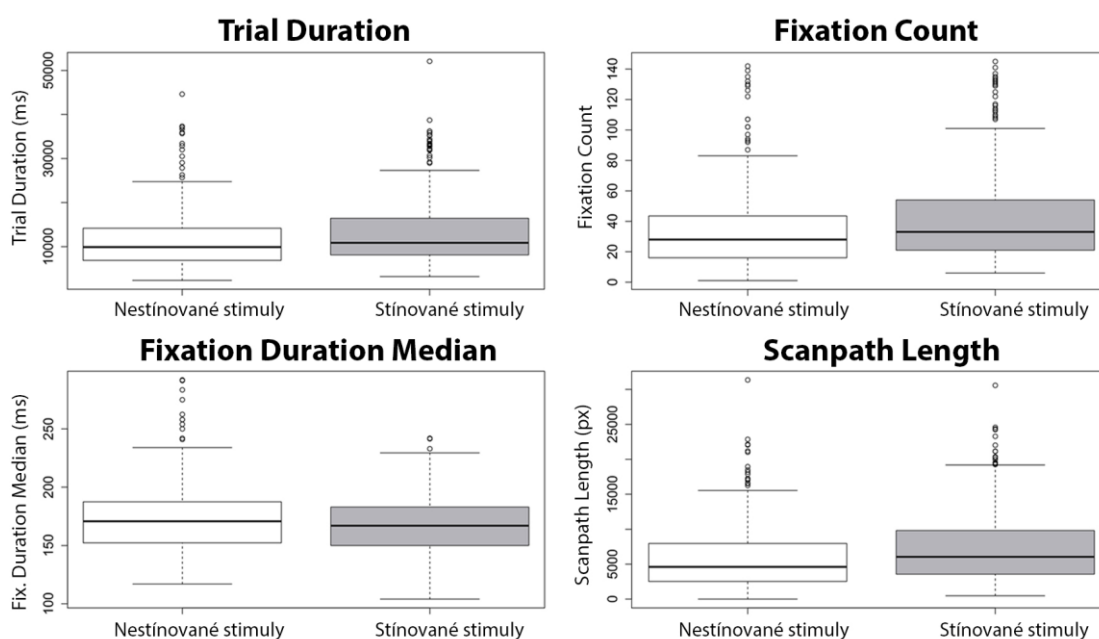 Trial Duration
Trial Duration (ms)
50000
30000
10000
Nestínované stimuly
Stínované stimuly
Fixation Count
Fixation Count
140
120
100
80
60
40
20
0
Nestínované stimuly
Stínované stimuly
Fixation Duration Median
Fix. Duration Median (ms)
250
200
150
100
Nestínované stimuly
Stínované stimuly
Scanpath Length
Scanpath Length (px)
25000
15000
5000
0
Nestínované stimuly
Stínované stimuly